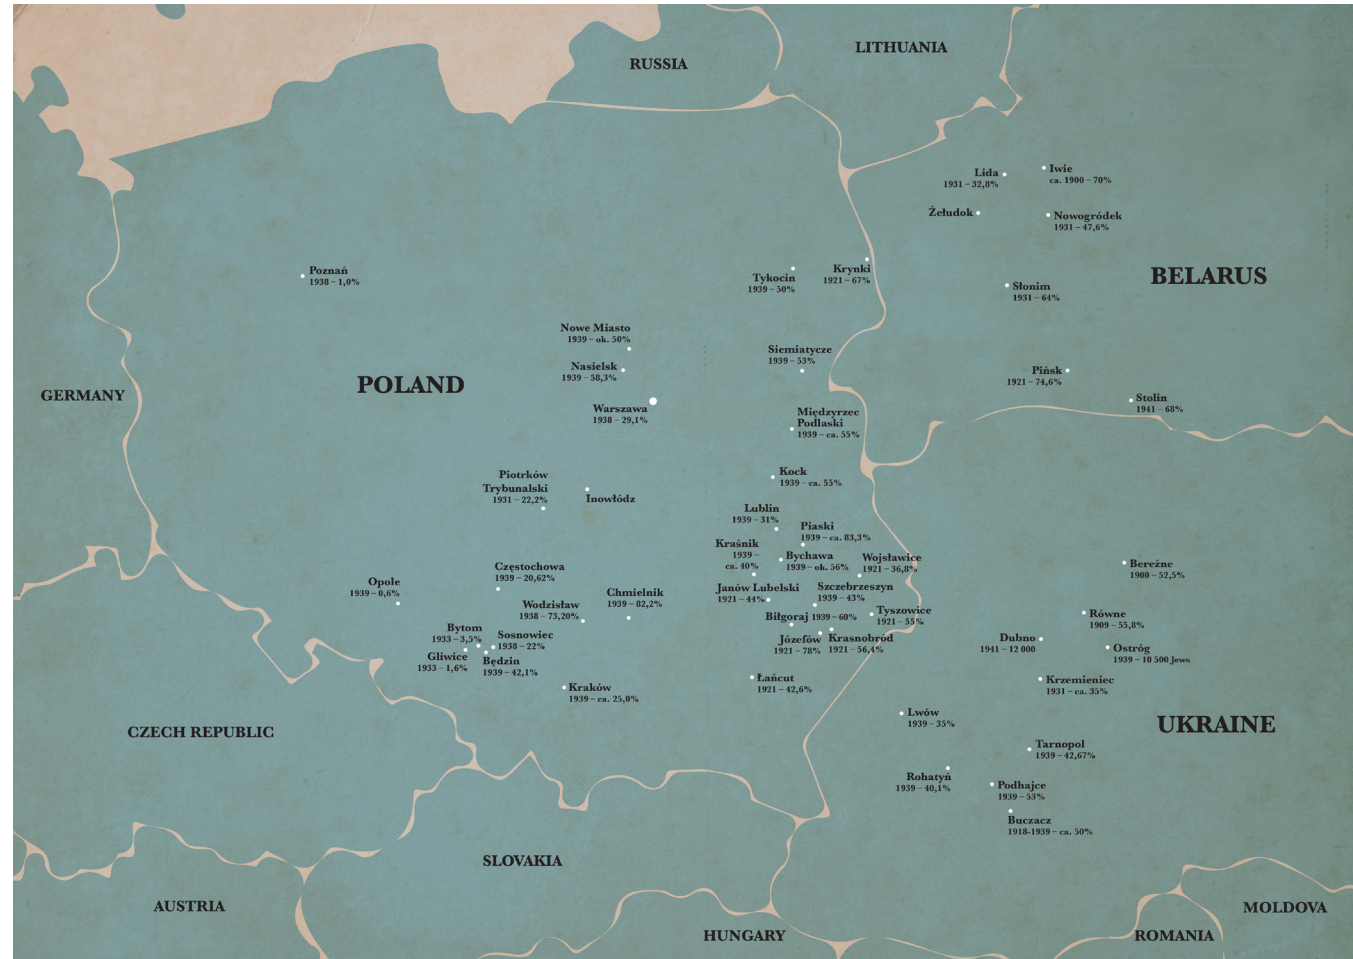 RUSSIA
LITHUANIA
Lida
1931 – 32,8%
Iwie
ca. 1900 – 70%
Żełudok
Nowogródek
1931 – 47,6%
BELARUS
Poznań
1938 – 1,0%
Tykocin
1939 – 50%
Krynki
1921 – 67%
Słonim
1931 – 64%
Nowe Miasto
1939 – ok. 50%
Nasielsk
1939 – 58,3%
Siemiatycze
1939 – 53%
Pińsk
1921 – 74,6%
GERMANY
POLAND
Warszawa
1938 – 29,1%
Stolin
1941 – 68%
Międzyrzec
Podlaski
1939 – ca. 55%
Piotrków
Trybunalski
1931 – 22,2%
Inowłódz
Kock
1939 – ca. 55%
Lublin
1939 – 31%
Piaski
1939 – ca. 83,3%
Kraśnik
1939 –
ca. 40%
Bychawa
1939 – ok. 56%
Wojsławice
1921 – 36,8%
Bereźne
1900 – 52,5%
Opole
1939 – 0,6%
Częstochowa
1939 – 20,62%
Wodzisław
1938 – 73,20%
Chmielnik
1939 – 82,2%
Janów Lubelski
1921 – 44%
Szczebrzeszyn
1939 – 43%
Biłgoraj 1939 – 60%
Tyszowice
1921 – 55%
Równe
1909 – 55,8%
Bytom
1933 – 3,5%
Sosnowiec
1938 – 22%
Gliwice
1933 – 1,6%
Będzin
1939 – 42,1%
Józefów
1921 – 78%
Krasnobród
1921 – 56,4%
Dubno
1941 – 12 000
Ostróg
1939 – 10 500 Jews
Kraków
1939 – ca. 25,0%
Łańcut
1921 – 42,6%
Krzemieniec
1931 – ca. 35%
CZECH REPUBLIC
Lwów
1939 – 35%
UKRAINE
Tarnopol
1939 – 42,67%
Rohatyń
1939 – 40,1%
Podhajce
1939 – 53%
Buczacz
1918-1939 – ca. 50%
SLOVAKIA
AUSTRIA
HUNGARY
ROMANIA
MOLDOVA